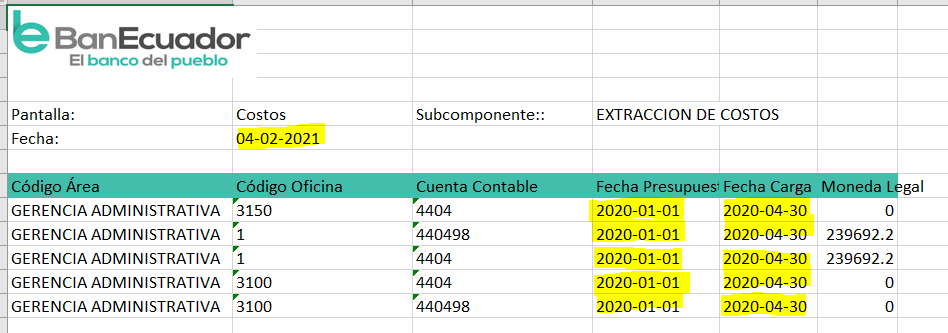 BanEcuador
El banco del pueblo
Pantalla: Costos Subcomponente:: EXTRACCION DE COSTOS
Fecha: 04-02-2021
Código Área Código Oficina Cuenta Contable Fecha Presupuest Fecha Carga Moneda Legal
GERENCIA ADMINISTRATIVA 3150 4404 2020-01-01 2020-04-30 0
GERENCIA ADMINISTRATIVA 1 440498 2020-01-01 2020-04-30 239692.2
GERENCIA ADMINISTRATIVA 1 4404 2020-01-01 2020-04-30 239692.2
GERENCIA ADMINISTRATIVA 3100 4404 2020-01-01 2020-04-30 0
GERENCIA ADMINISTRATIVA 3100 440498 2020-01-01 2020-04-30 0